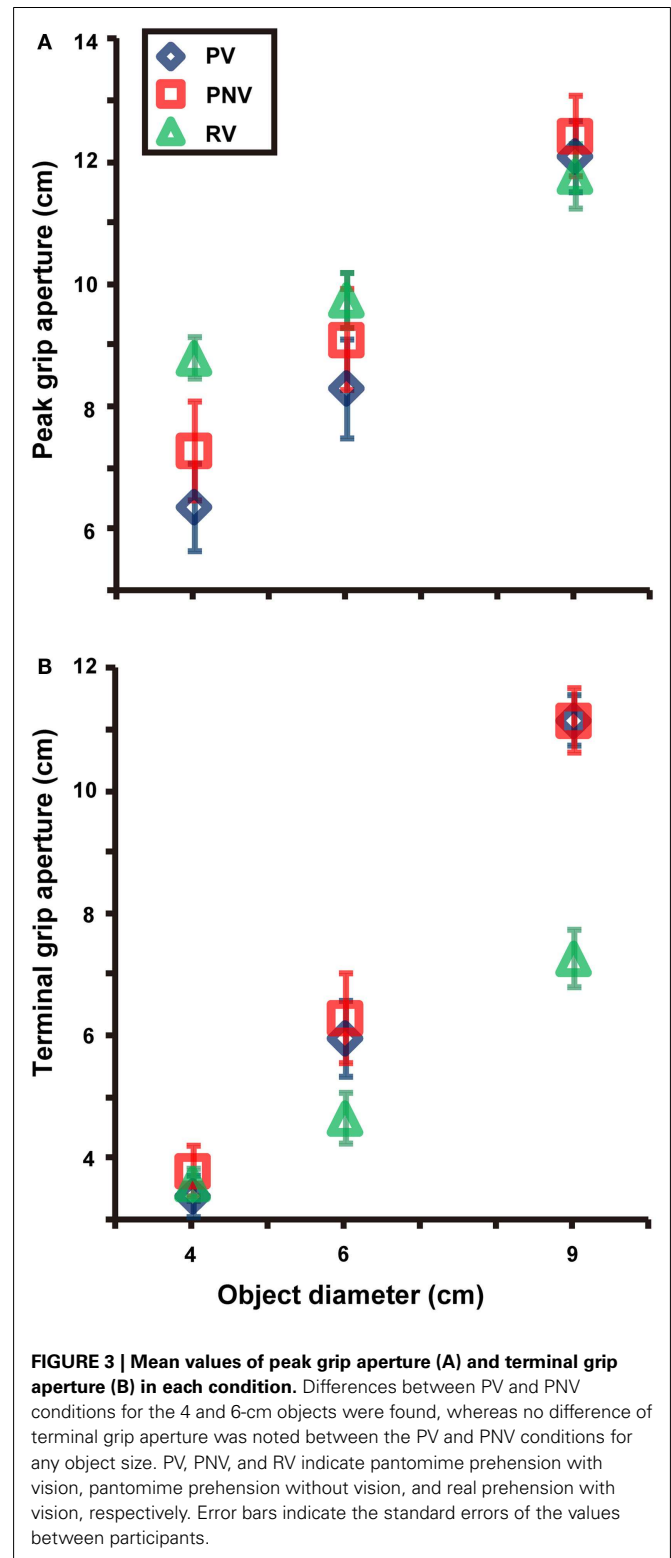 A
14
12
10
8
6
Peak grip aperture (cm)
PV
PNV
RV
B
12
10
8
6
4
Terminal grip aperture (cm)
4 6 9
Object diameter (cm)
FIGURE 3 | Mean values of peak grip aperture (A) and terminal grip
aperture (B) in each condition. Differences between PV and PNV
conditions for the 4 and 6-cm objects were found, whereas no difference of
terminal grip aperture was noted between the PV and PNV conditions for
any object size. PV, PNV, and RV indicate pantomime prehension with
vision, pantomime prehension without vision, and real prehension with
vision, respectively. Error bars indicate the standard errors of the values
between participants.